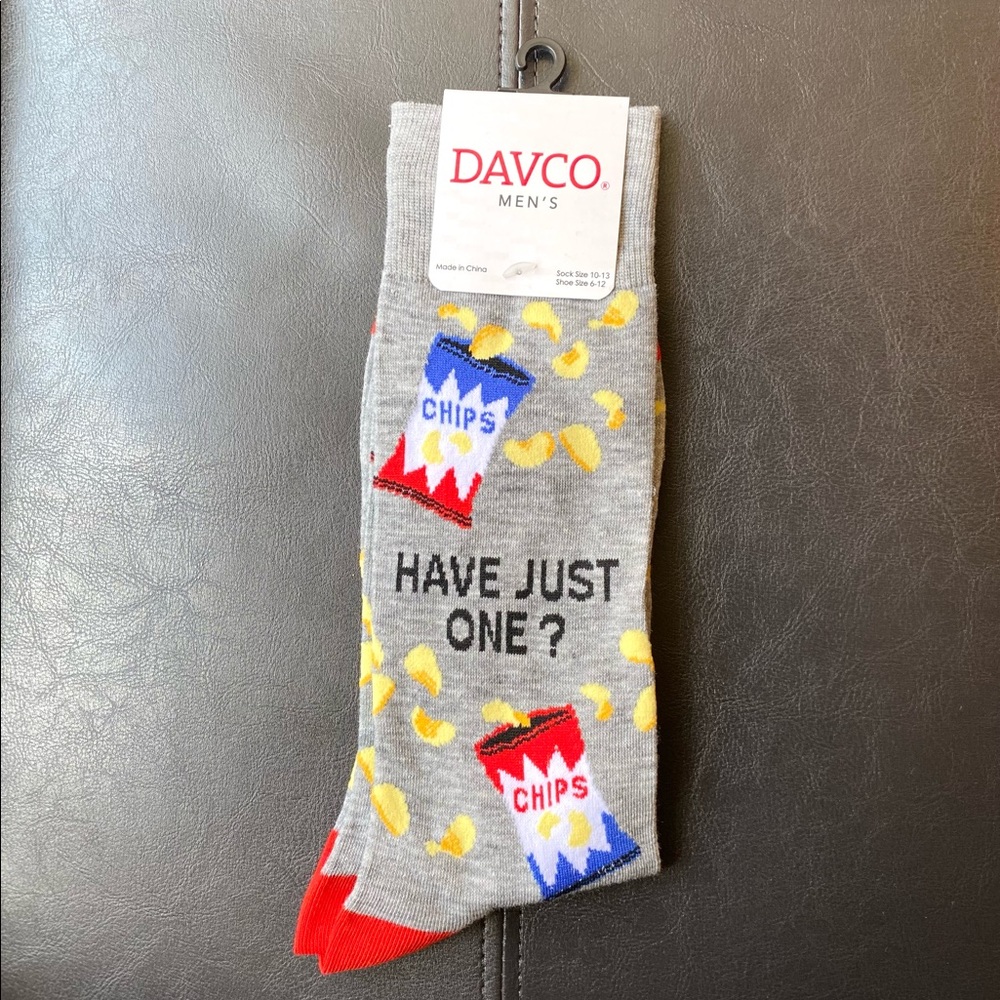 DAVCO®
MEN'S
Made in China
Sock Size 10-13
Shoe Size 6-12
CHIPS
HAVE JUST
ONE?
CHIPS